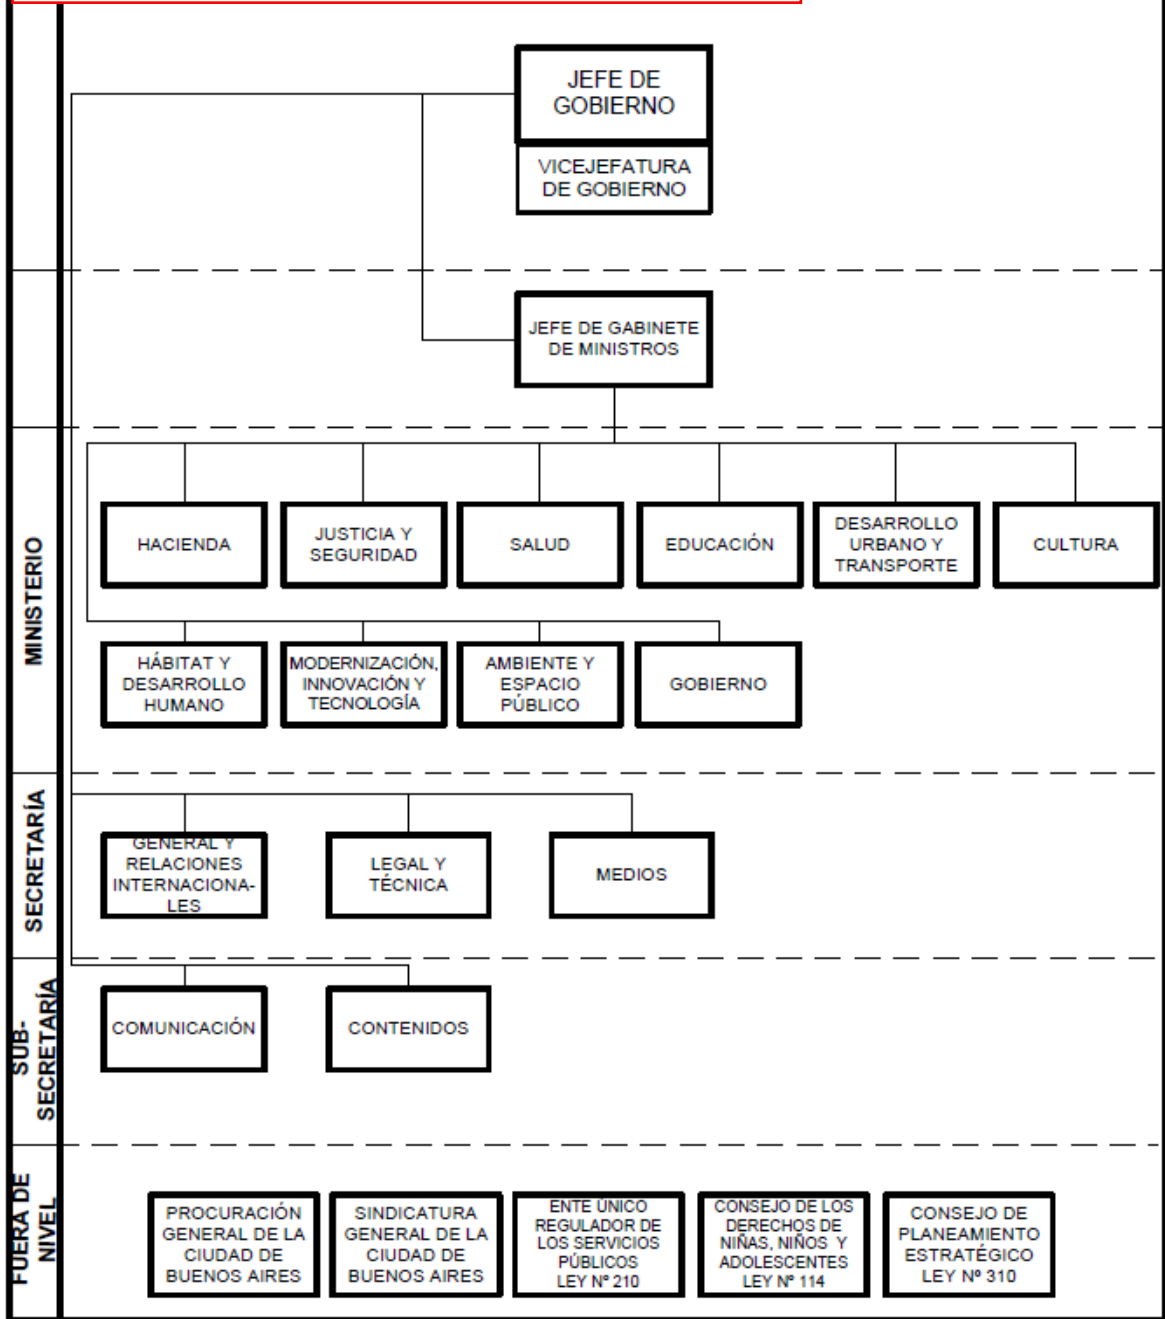 JEFE DE
GOBIERNO
VICEJEFATURA
DE GOBIERNO
JEFE DE GABINETE
DE MINISTROS
MINISTERIO
HACIENDA
JUSTICIA Y
SEGURIDAD
SALUD
EDUCACIÓN
DESARROLLO
URBANO Y
TRANSPORTE
CULTURA
HÁBITAT Y
DESARROLLO
HUMANO
MODERNIZACIÓN,
INNOVACIÓN Y
TECNOLOGÍA
AMBIENTE Y
ESPACIO
PÚBLICO
GOBIERNO
SECRETARÍA
GENERAL Y
RELACIONES
INTERNACIONA-
LES
LEGAL Y
TÉCNICA
MEDIOS
SUB-
SECRETARÍA
COMUNICACIÓN
CONTENIDOS
FUERA DE
NIVEL
PROCURACIÓN
GENERAL DE LA
CIUDAD DE
BUENOS AIRES
SINDICATURA
GENERAL DE LA
CIUDAD DE
BUENOS AIRES
ENTE ÚNICO
REGULADOR DE
LOS SERVICIOS
PÚBLICOS
LEY Nº 210
CONSEJO DE LOS
DERECHOS DE
NIÑAS, NIÑOS Y
ADOLESCENTES
LEY Nº 114
CONSEJO DE
PLANEAMIENTO
ESTRATÉGICO
LEY Nº 310